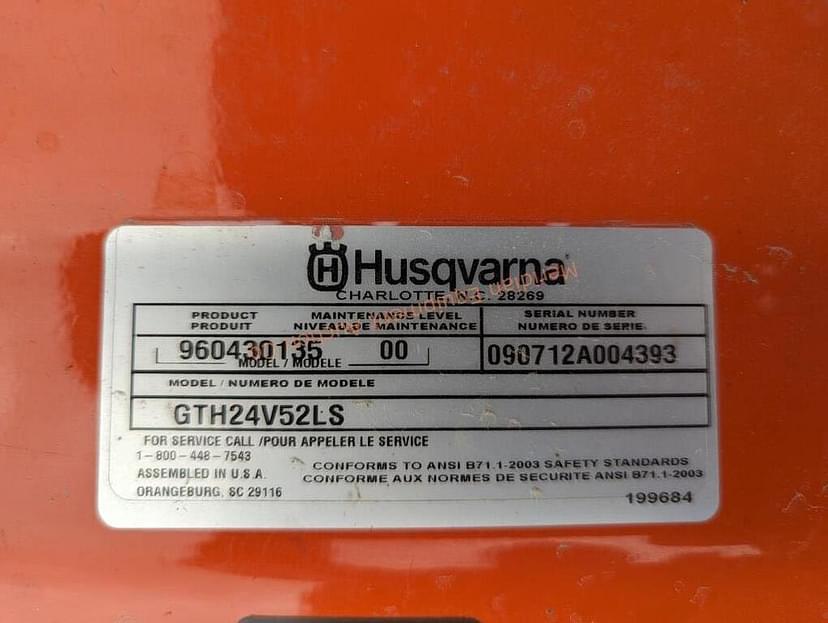 Husqvarna
CHARLOTTE, N.C. 28269
PRODUCT MAINTENANCE LEVEL SERIAL NUMBER
PRODUIT NIVEAU DE MAINTENANCE NUMERO DE SERIE.
960430135 00 090712A004393
MODEL / MODELE
MODEL / NUMERO DE MODELE
GTH24V52LS
FOR SERVICE CALL /POUR APPELER LE SERVICE
1-800-448-7543
ASSEMBLED IN U.S.A.
ORANGEBURG, SC 29116
CONFORMS TO ANSI B71.1-2003 SAFETY STANDARDS
CONFORME AUX NORMES DE SECURITE ANSI B71.1-2003
199684
Meridian Equipment